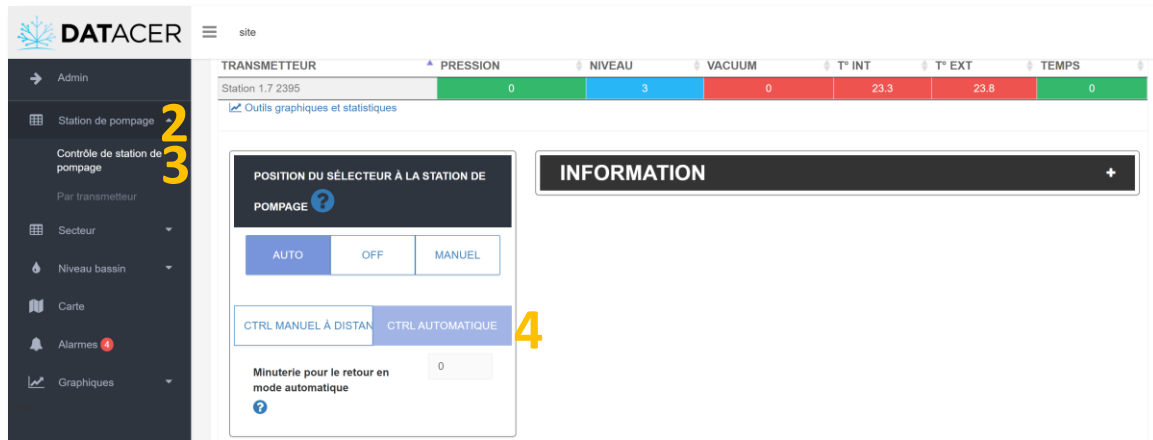 DATACER
site
Admin
Station de pompage 2
Contrôle de station de
pompage 3
Par transmetteur
Secteur
Niveau bassin
Carte
Alarmes 4
Graphiques
TRANSMETTEUR PRESSION NIVEAU VACUUM T° INT T° EXT TEMPS
Station 1.7 2395 0 3 0 23.3 23.8 0
Outils graphiques et statistiques
POSITION DU SÉLECTEUR À LA STATION DE
POMPAGE ?
AUTO OFF MANUEL
CTRL MANUEL À DISTAN CTRL AUTOMATIQUE 4
Minuterie pour le retour en 0
mode automatique
?
INFORMATION +